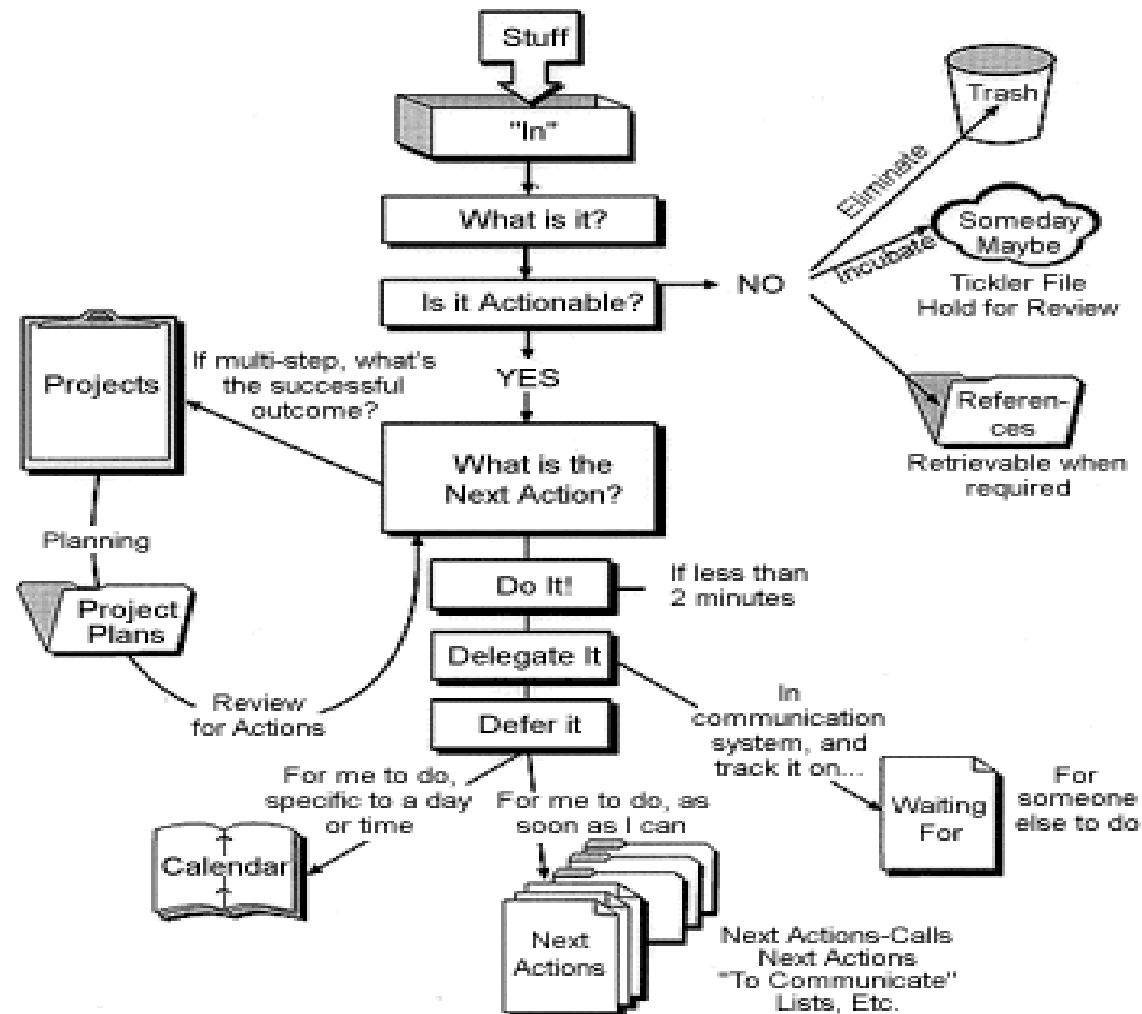 Stuff
"In"
What is it?
Is it Actionable?
NO
Eliminate
Trash
Incubate
Someday
Maybe
Tickler File
Hold for Review
Referen-
ces
Retrievable when
required
YES
What is the
Next Action?
If multi-step, what's
the successful
outcome?
Projects
Planning
Project
Plans
Review
for Actions
Do It!
If less than
2 minutes
Delegate It
In
communication
system, and
track it on...
Waiting
For
For
someone
else to do
Defer it
For me to do,
specific to a day
or time
Calendar
For me to do, as
soon as I can
Next
Actions
Next Actions-Calls
Next Actions
"To Communicate"
Lists, Etc.